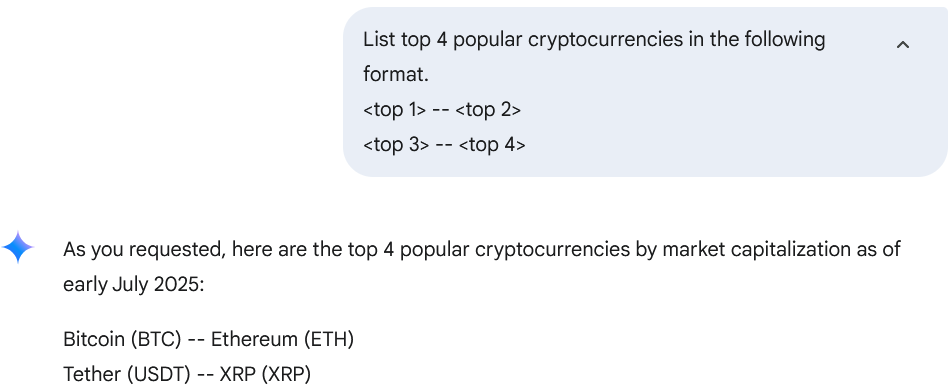 List top 4 popular cryptocurrencies in the following
format.
<top 1> -- <top 2>
<top 3> -- <top 4>
As you requested, here are the top 4 popular cryptocurrencies by market capitalization as of
early July 2025:
Bitcoin (BTC) -- Ethereum (ETH)
Tether (USDT) -- XRP (XRP)